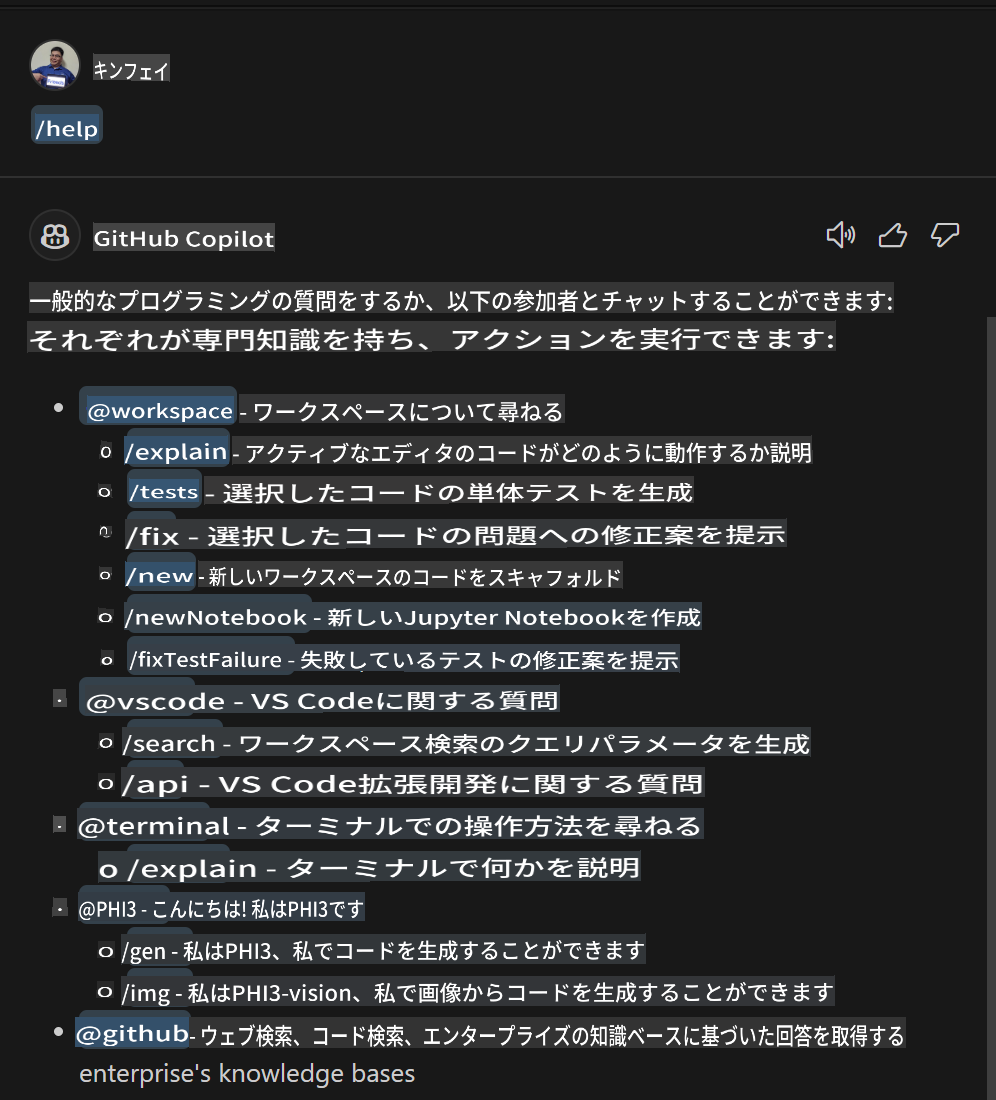 キンフェイ
/help
GitHub Copilot
一般的なプログラミングの質問をするか、以下の参加者とチャットすることができます:
それぞれが専門知識を持ち、アクションを実行できます:
• @workspace - ワークスペースについて尋ねる
o /explain - アクティブなエディタのコードがどのように動作するか説明
o /tests - 選択したコードの単体テストを生成
o /fix - 選択したコードの問題への修正案を提示
o /new - 新しいワークスペースのコードをスキャフォルド
o /newNotebook - 新しいJupyter Notebookを作成
o /fixTestFailure - 失敗しているテストの修正案を提示
· @vscode - VS Codeに関する質問
o /search - ワークスペース検索のクエリパラメータを生成
o /api - VS Code拡張開発に関する質問
· @terminal - ターミナルでの操作方法を尋ねる
o /explain - ターミナルで何かを説明
· @PHI3 - こんにちは! 私はPHI3です
o /gen - 私はPHI3、私でコードを生成することができます
o /img - 私はPHI3-vision、私で画像からコードを生成することができます
• @github - ウェブ検索、コード検索、エンタープライズの知識ベースに基づいた回答を取得する
enterprise's knowledge bases